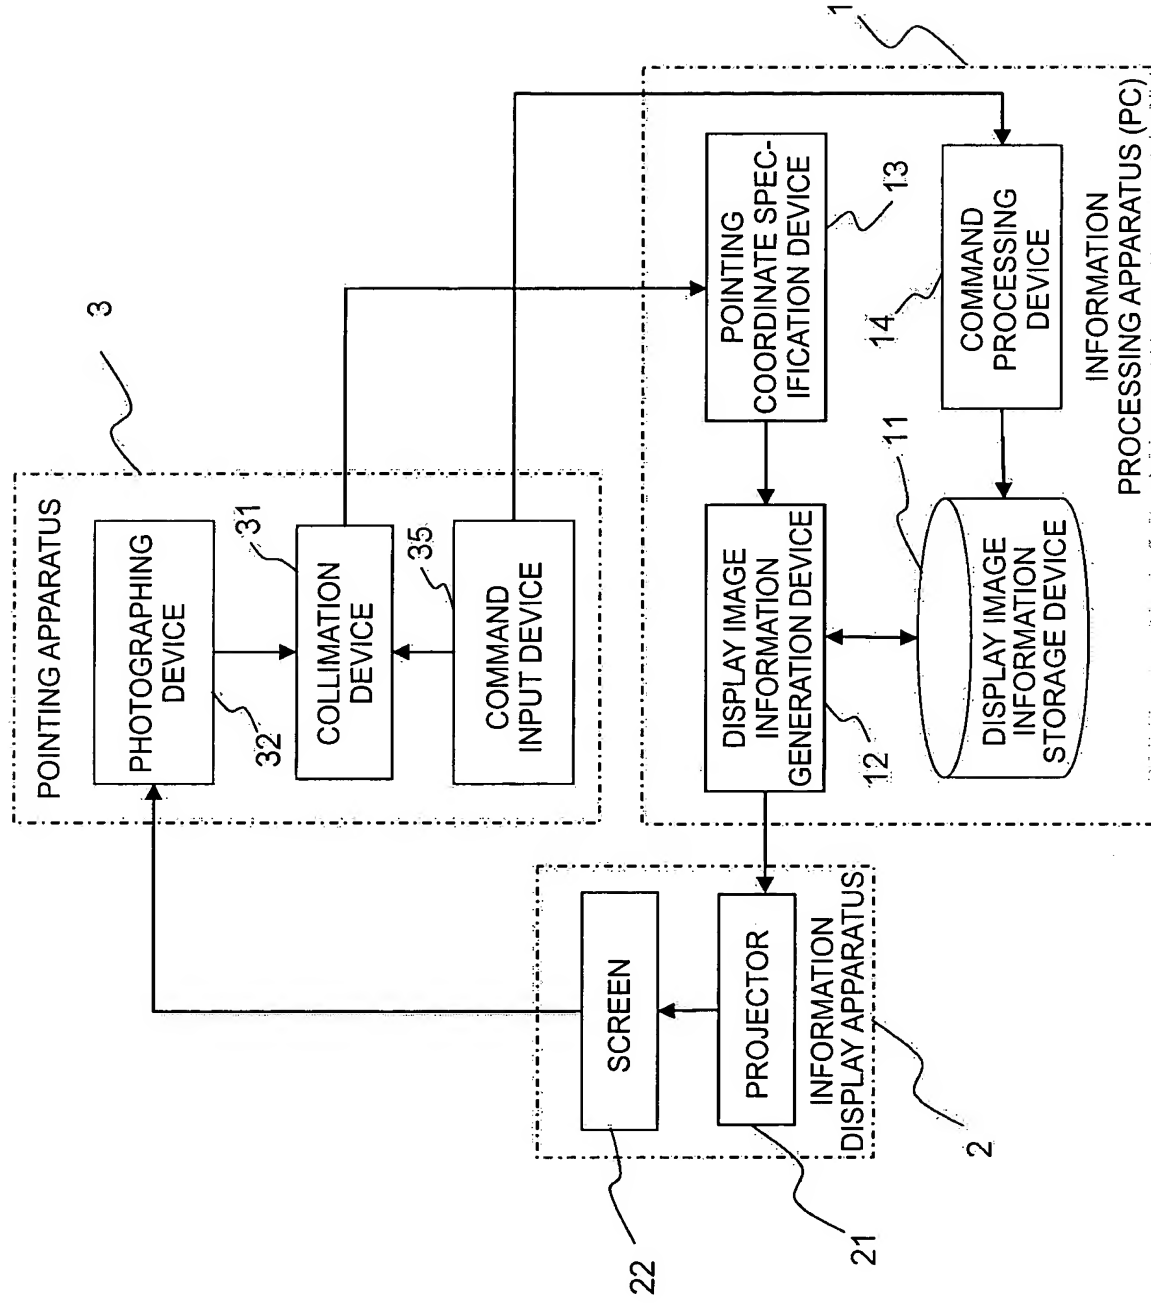 3
POINTING APPARATUS
PHOTOGRAPHING
DEVICE
32
31
COLLIMATION
DEVICE
35
COMMAND
INPUT DEVICE
1
POINTING
COORDINATE SPEC-
IFICATION DEVICE
13
DISPLAY IMAGE
INFORMATION
GENERATION DEVICE
12
14
COMMAND
PROCESSING
DEVICE
11
DISPLAY IMAGE
INFORMATION
STORAGE DEVICE
INFORMATION
PROCESSING APPARATUS (PC)
SCREEN
22
PROJECTOR
21
INFORMATION
DISPLAY APPARATUS
2